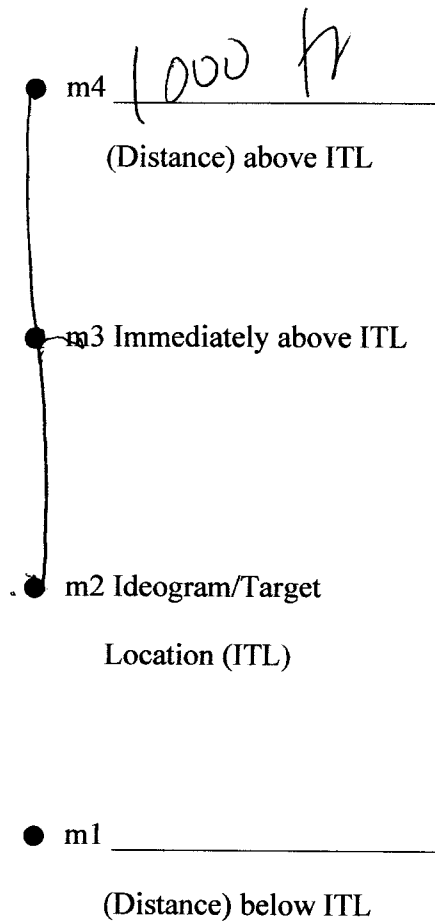 m4 1000 ft
(Distance) above ITL
m3 Immediately above ITL
m2 Ideogram/Target
Location (ITL)
m1
(Distance) below ITL